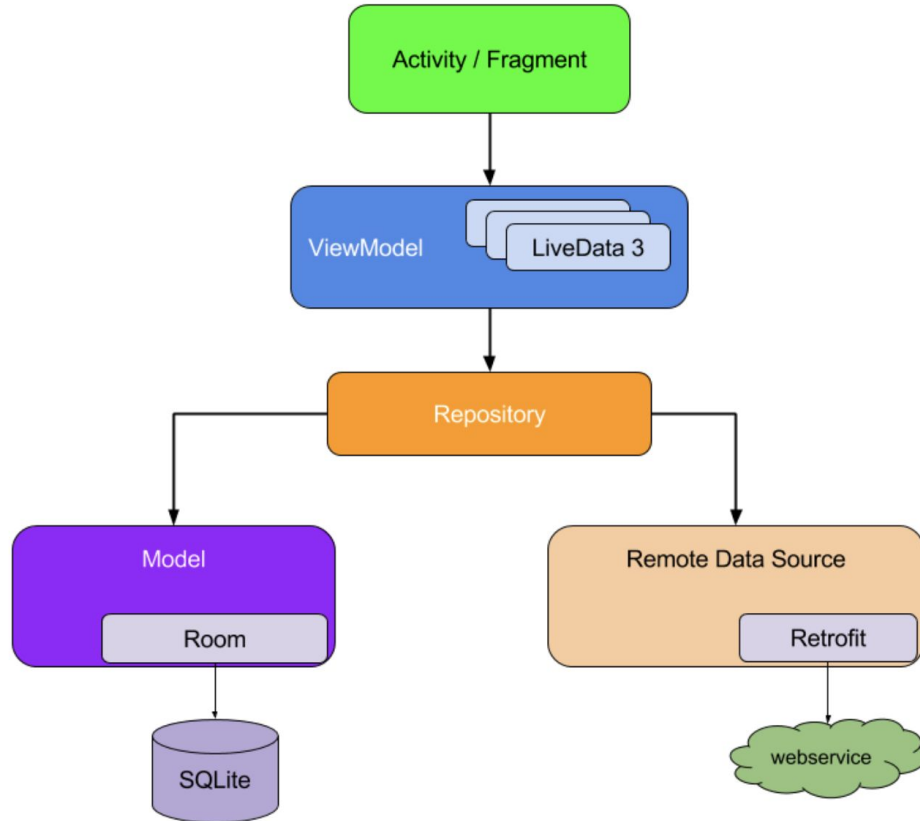 Activity / Fragment
ViewModel
LiveData 3
Repository
Model
Remote Data Source
Room
Retrofit
SQLite
webservice